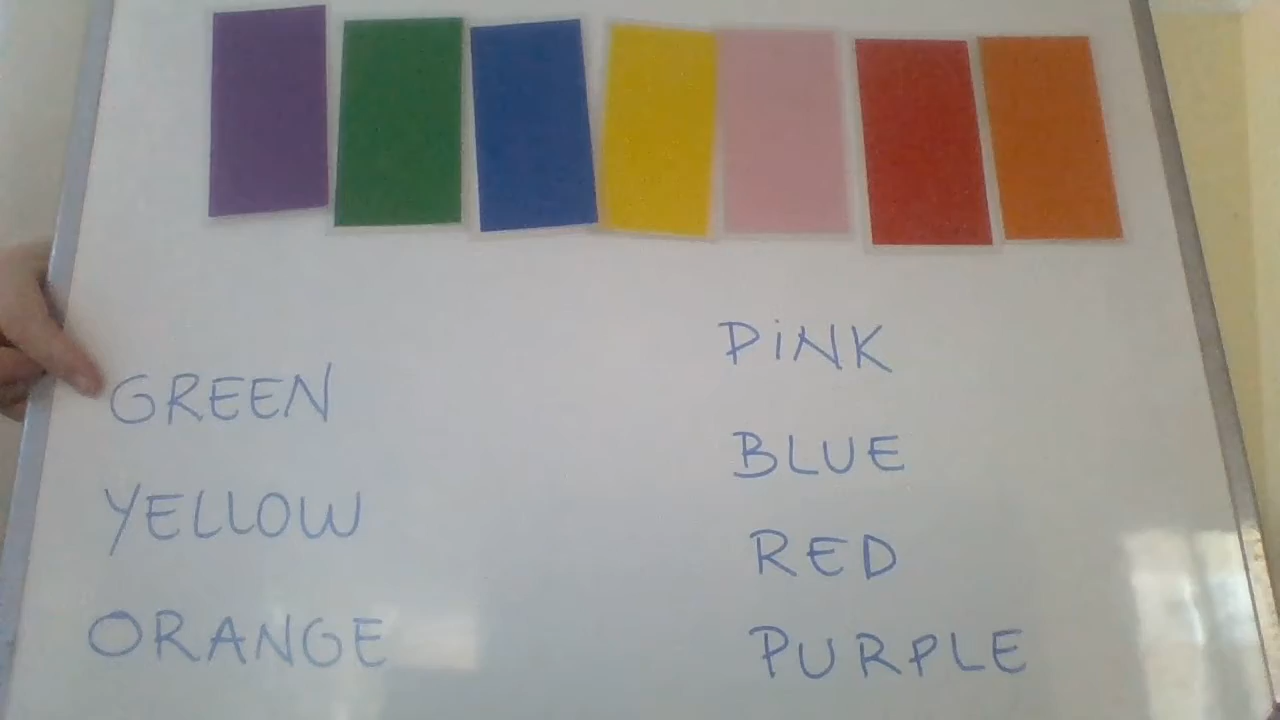 GREEN
YELLOW
ORANGE
PiNK
BLUE
RED
PURPLE